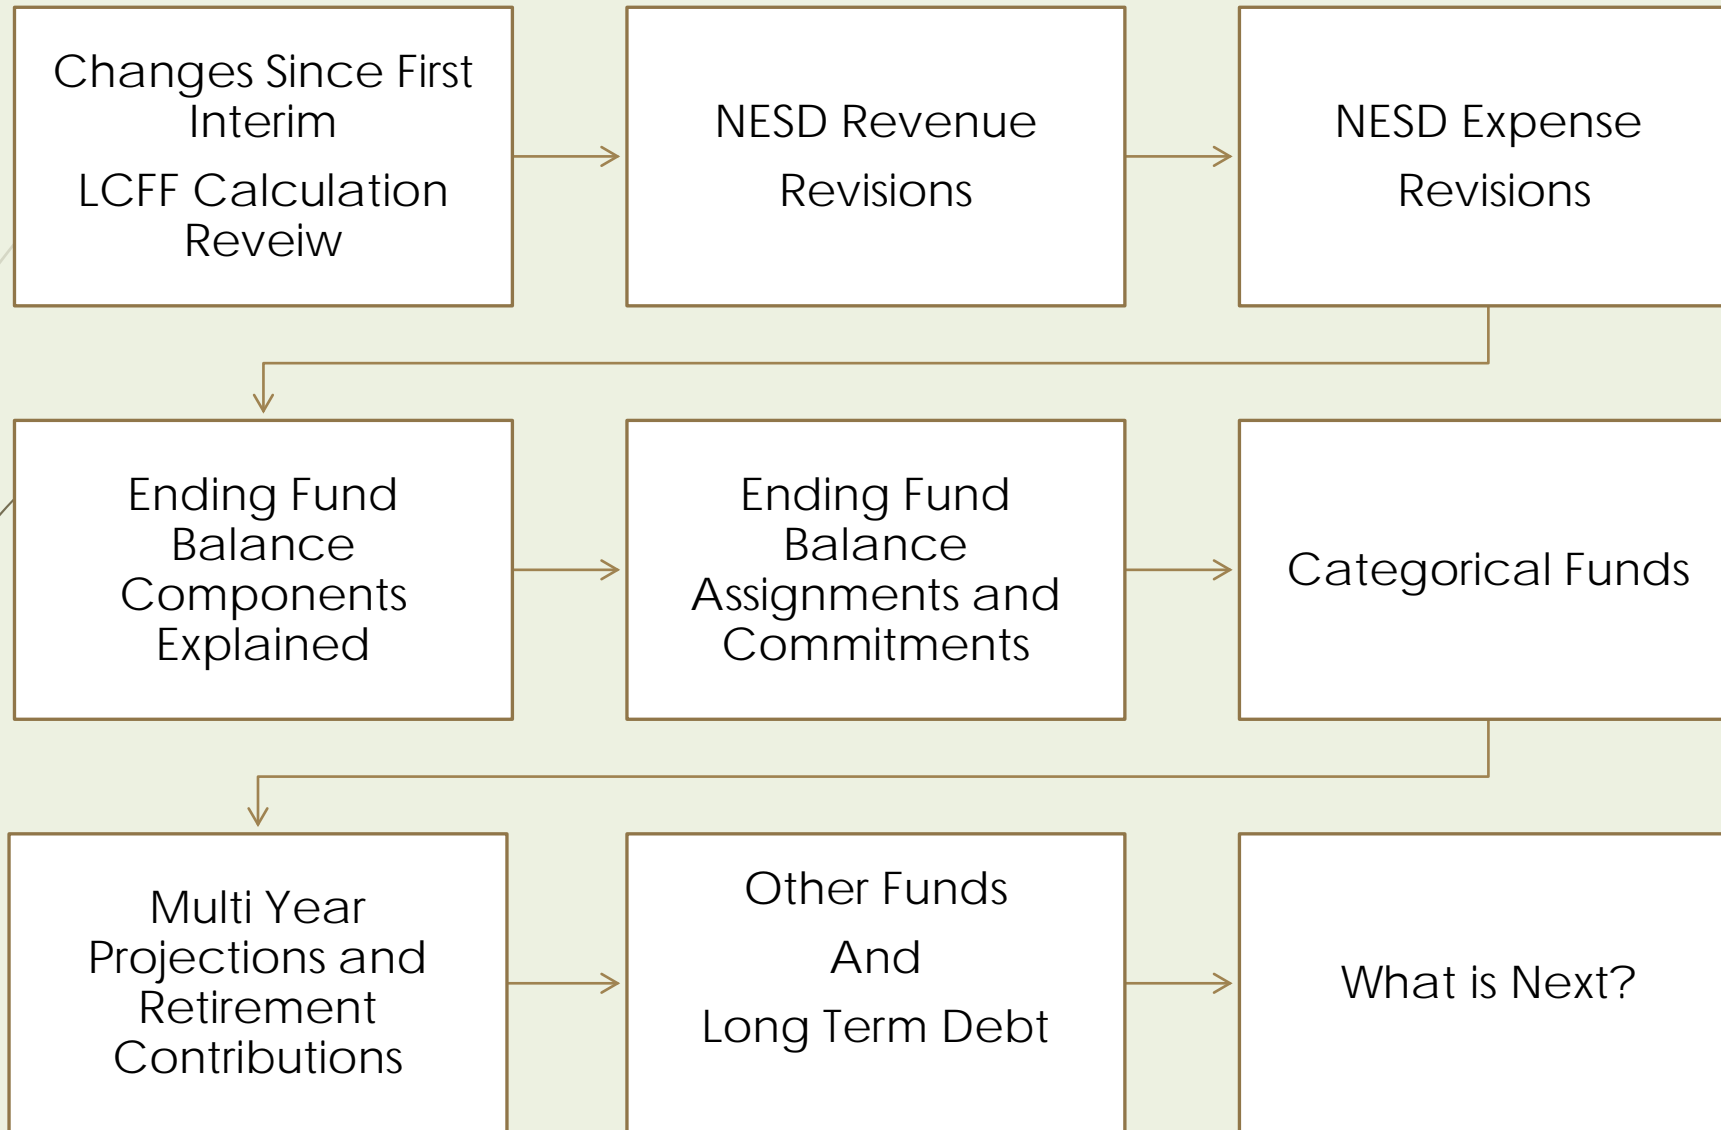 Changes Since First
Interim
LCFF Calculation
Reveiw
NESD Revenue
Revisions
NESD Expense
Revisions
Ending Fund
Balance
Components
Explained
Ending Fund
Balance
Assignments and
Commitments
Categorical Funds
Multi Year
Projections and
Retirement
Contributions
Other Funds
And
Long Term Debt
What is Next?